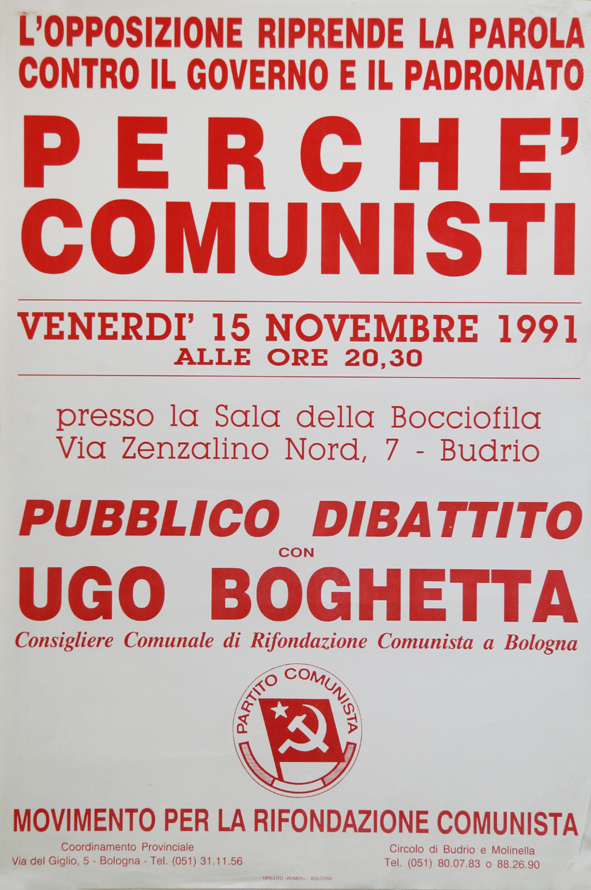 L'OPPOSIZIONE RIPRENDE LA PAROLA
CONTRO IL GOVERNO E IL PADRONATO
PERCHE'
COMUNISTI
VENERDI' 15 NOVEMBRE 1991
ALLE ORE 20,30
presso la Sala della Bocciofila
Via Zenzalino Nord, 7 - Budrio
PUBBLICO DIBATTITO
CON
UGO BOGHETTA
Consigliere Comunale di Rifondazione Comunista a Bologna
PARTITO COMUNISTA
MOVIMENTO PER LA RIFONDAZIONE COMUNISTA
Coordinamento Provinciale
Via del Giglio, 5 - Bologna - Tel. (051) 31.11.56
Circolo di Budrio e Molinella
Tel. (051) 80.07.83 o 88.26.90